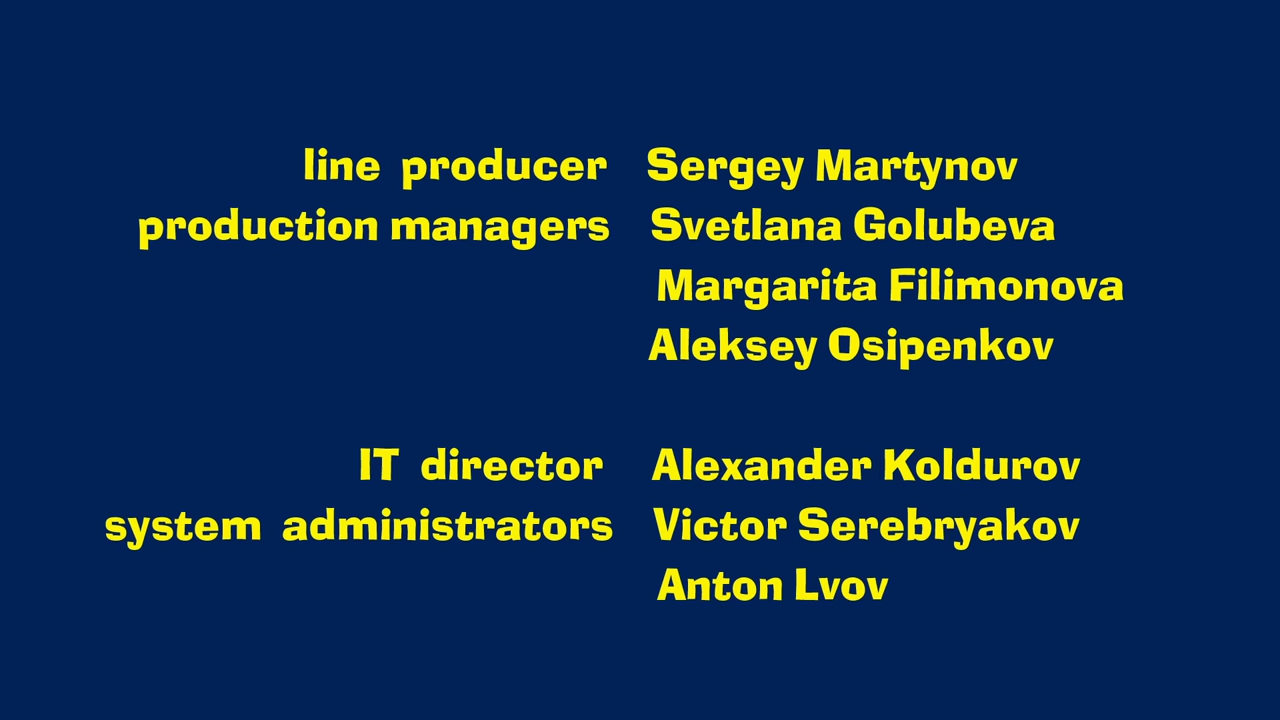 line producer Sergey Martynov
production managers Svetlana Golubeva
Margarita Filimonova
Aleksey Osipenkov
IT director Alexander Koldurov
system administrators Victor Serebryakov
Anton Lvov